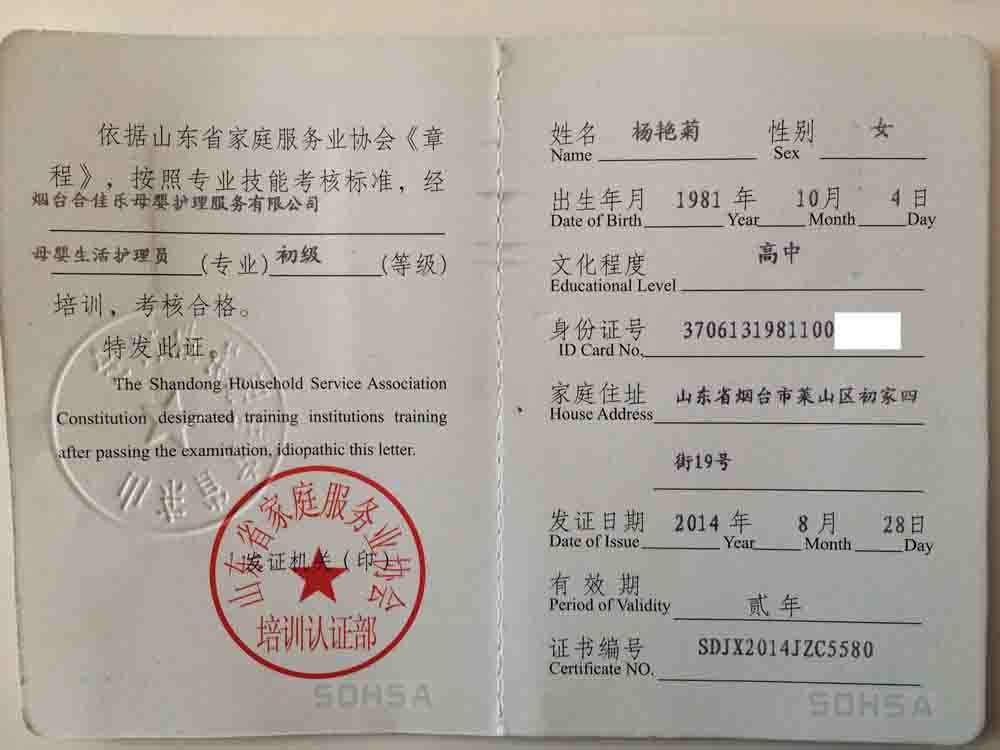 依据山东省家庭服务业协会《章
程》，按照专业技能考核标准，经
烟台合佳乐母婴护理服务有限公司
母婴生活护理员(专业)初级(等级)
培训，考核合格。
特发此证。
The Shandong Household Service Association
Constitution designated training institutions training
after passing the examination, idiopathic this letter.
山东省家庭服务业协会
发证机关（印）
培训认证部
SDHSA
姓名 杨艳菊 性别 女
Name Sex
出生年月 1981 年 10 月 4 日
Date of Birth Year Month Day
文化程度 高中
Educational Level
身份证号 3706131981100
ID Card No.
家庭住址 山东省烟台市莱山区初家四
House Address
街19号
发证日期 2014 年 8 月 28 日
Date of Issue Year Month Day
有效期
Period of Validity 贰年
证书编号 SDJX2014JZC5580
Certificate NO.
SDHSA